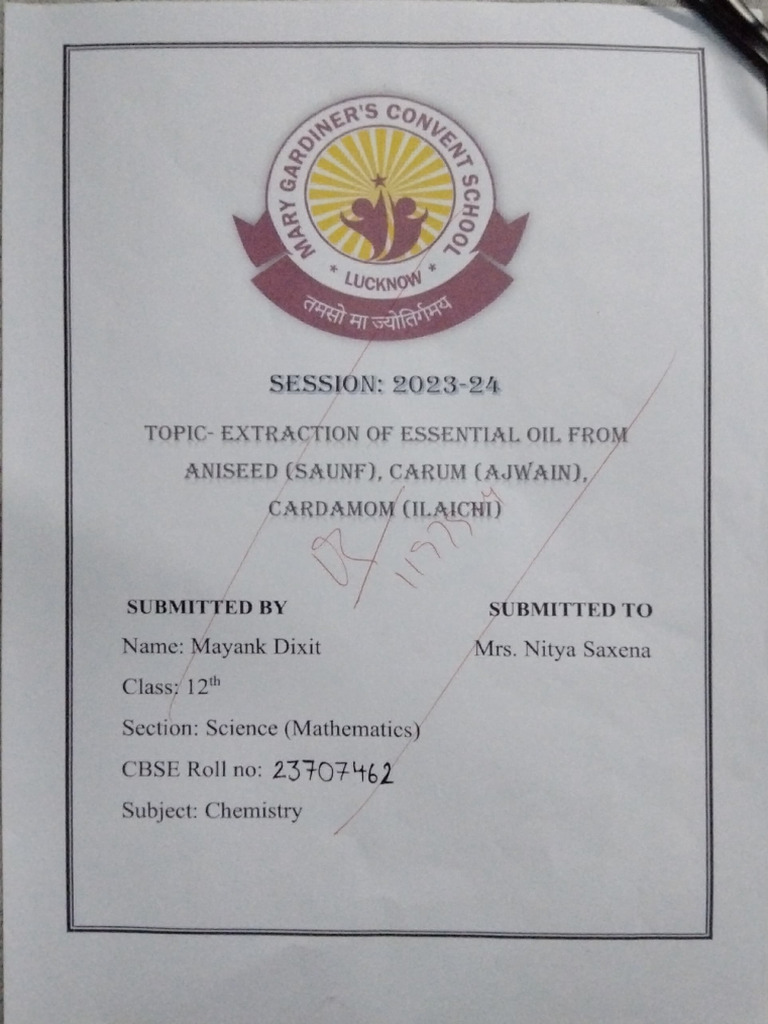 MARY GARDINER'S CONVENT SCHOOL
* LUCKNOW *
तमसो मा ज्योतिर्गमय
SESSION: 2023-24
TOPIC- EXTRACTION OF ESSENTIAL OIL FROM
ANISEED (SAUNF), CARUM (AJWAIN),
CARDAMOM (ILAICHI)
SUBMITTED BY SUBMITTED TO
Name: Mayank Dixit Mrs. Nitya Saxena
Class: 12th
Section: Science (Mathematics)
CBSE Roll no: 23707462
Subject: Chemistry